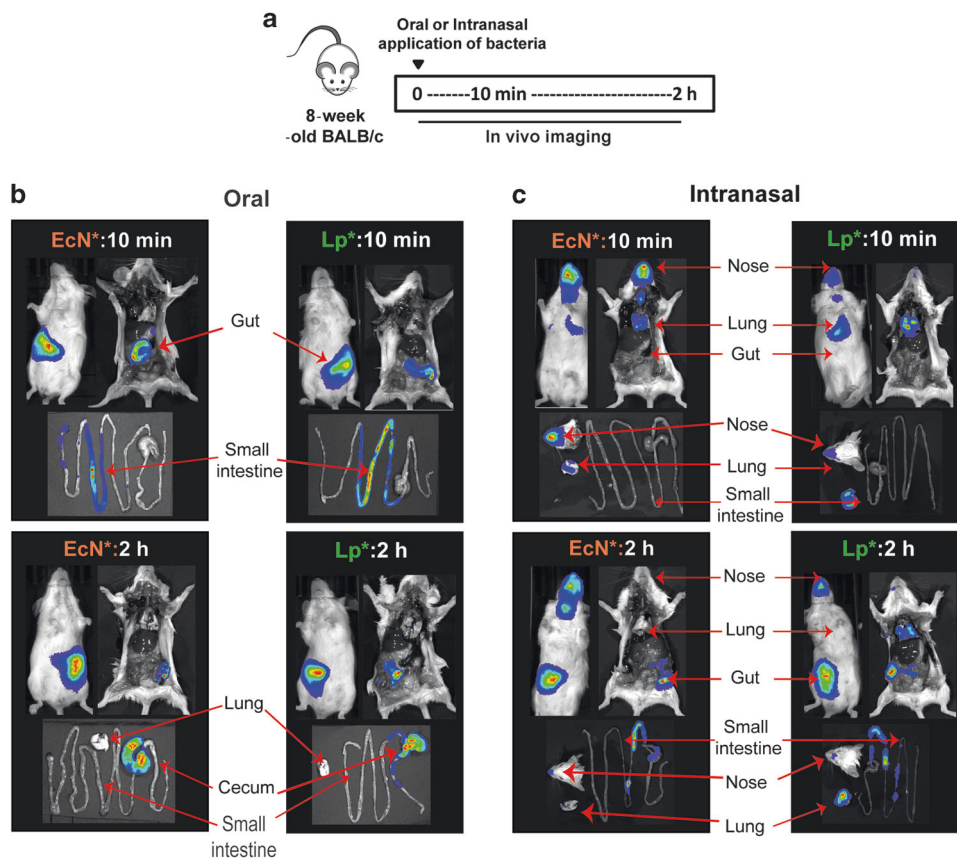 a
Oral or Intranasal
application of bacteria
0 -------10 min ------------------------2 h
8-week
-old BALB/c
In vivo imaging
b
Oral
EcN*:10 min
Lp*:10 min
Gut
Small
intestine
EcN*:2 h
Lp*:2 h
Lung
Cecum
Small
intestine
c
Intranasal
EcN*:10 min
Lp*:10 min
Nose
Lung
Gut
Nose
Lung
Small
intestine
EcN*:2 h
Lp*:2 h
Nose
Lung
Gut
Small
intestine
Nose
Lung